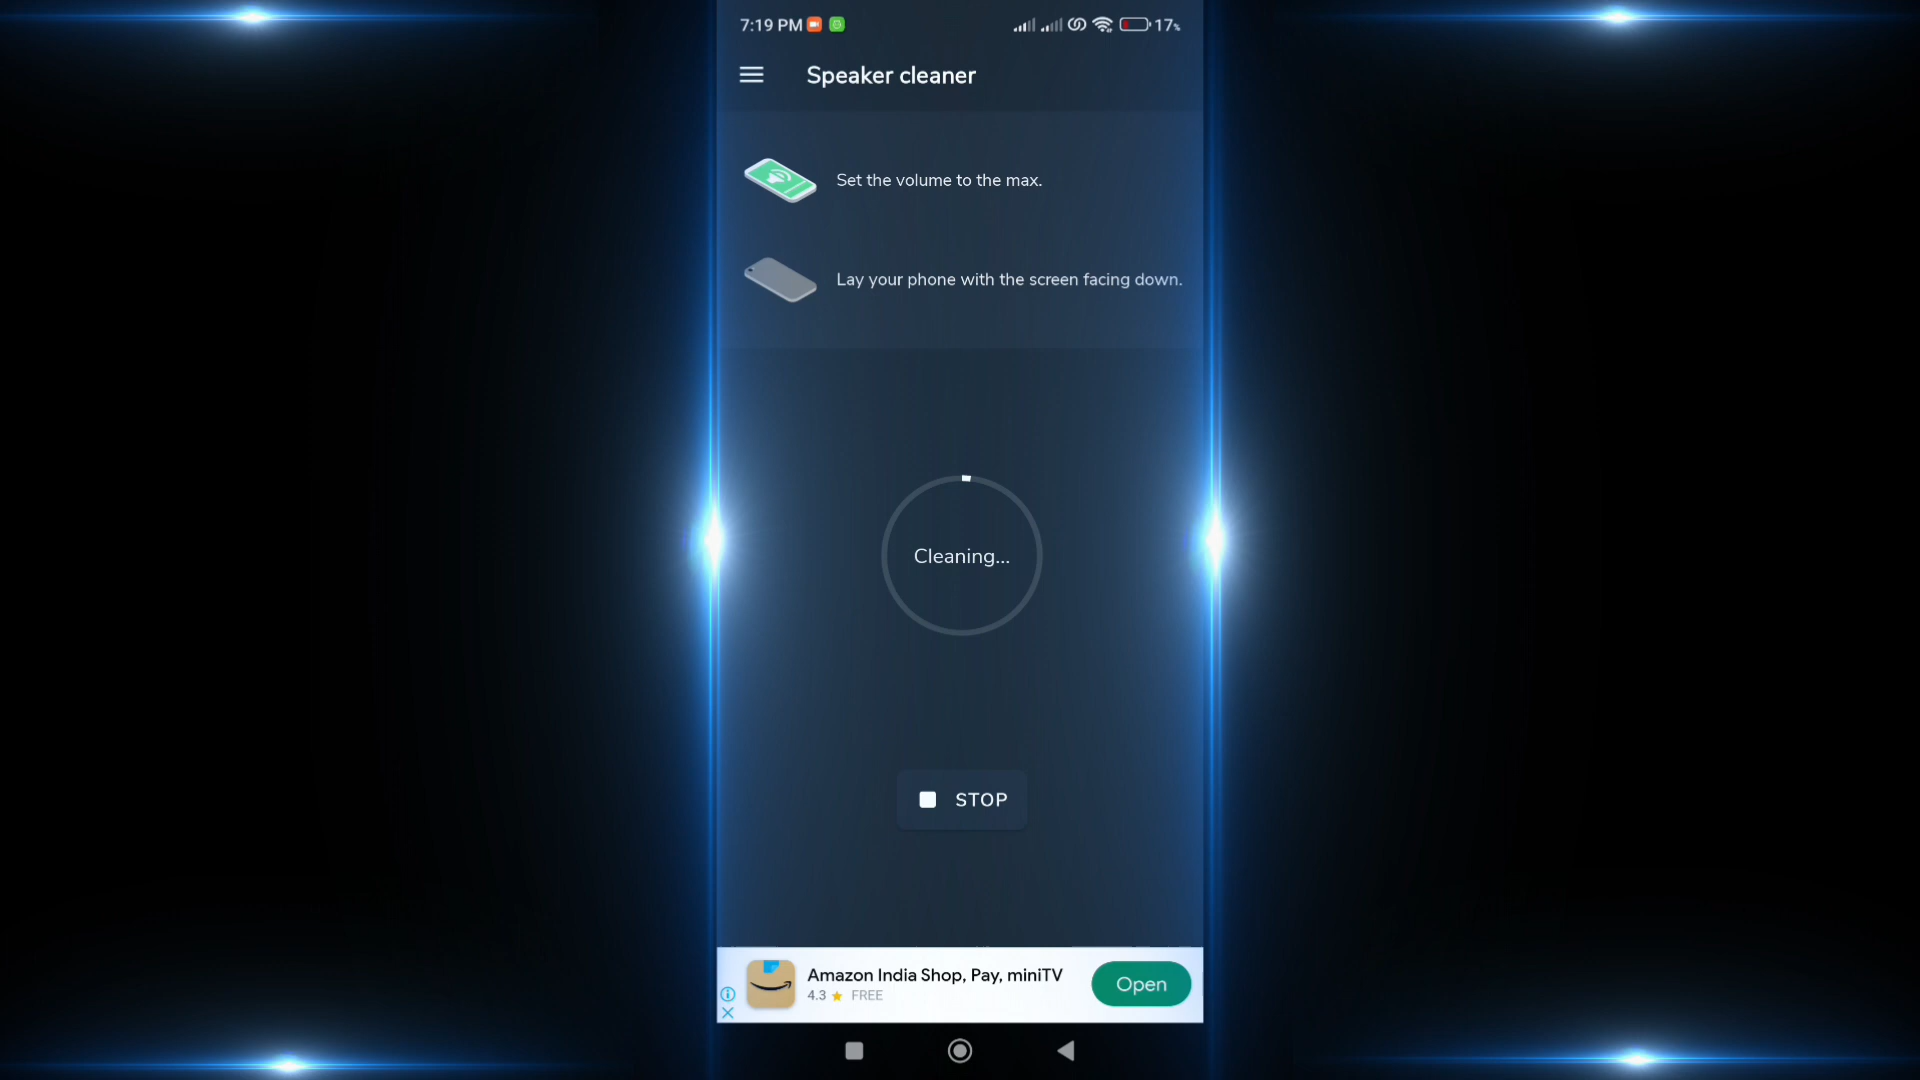 7:19 PM
17%
Speaker cleaner
Set the volume to the max.
Lay your phone with the screen facing down.
Cleaning...
STOP
Amazon India Shop, Pay, miniTV
4.3 ★ FREE
Open